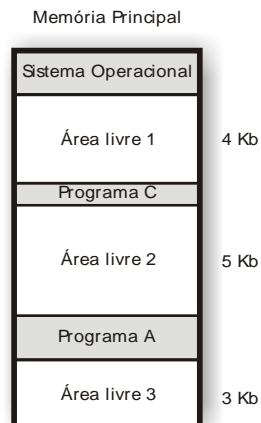 Memória Principal
Sistema Operacional
Área livre 1 4 Kb
Programa C
Área livre 2 5 Kb
Programa A
Área livre 3 3 Kb